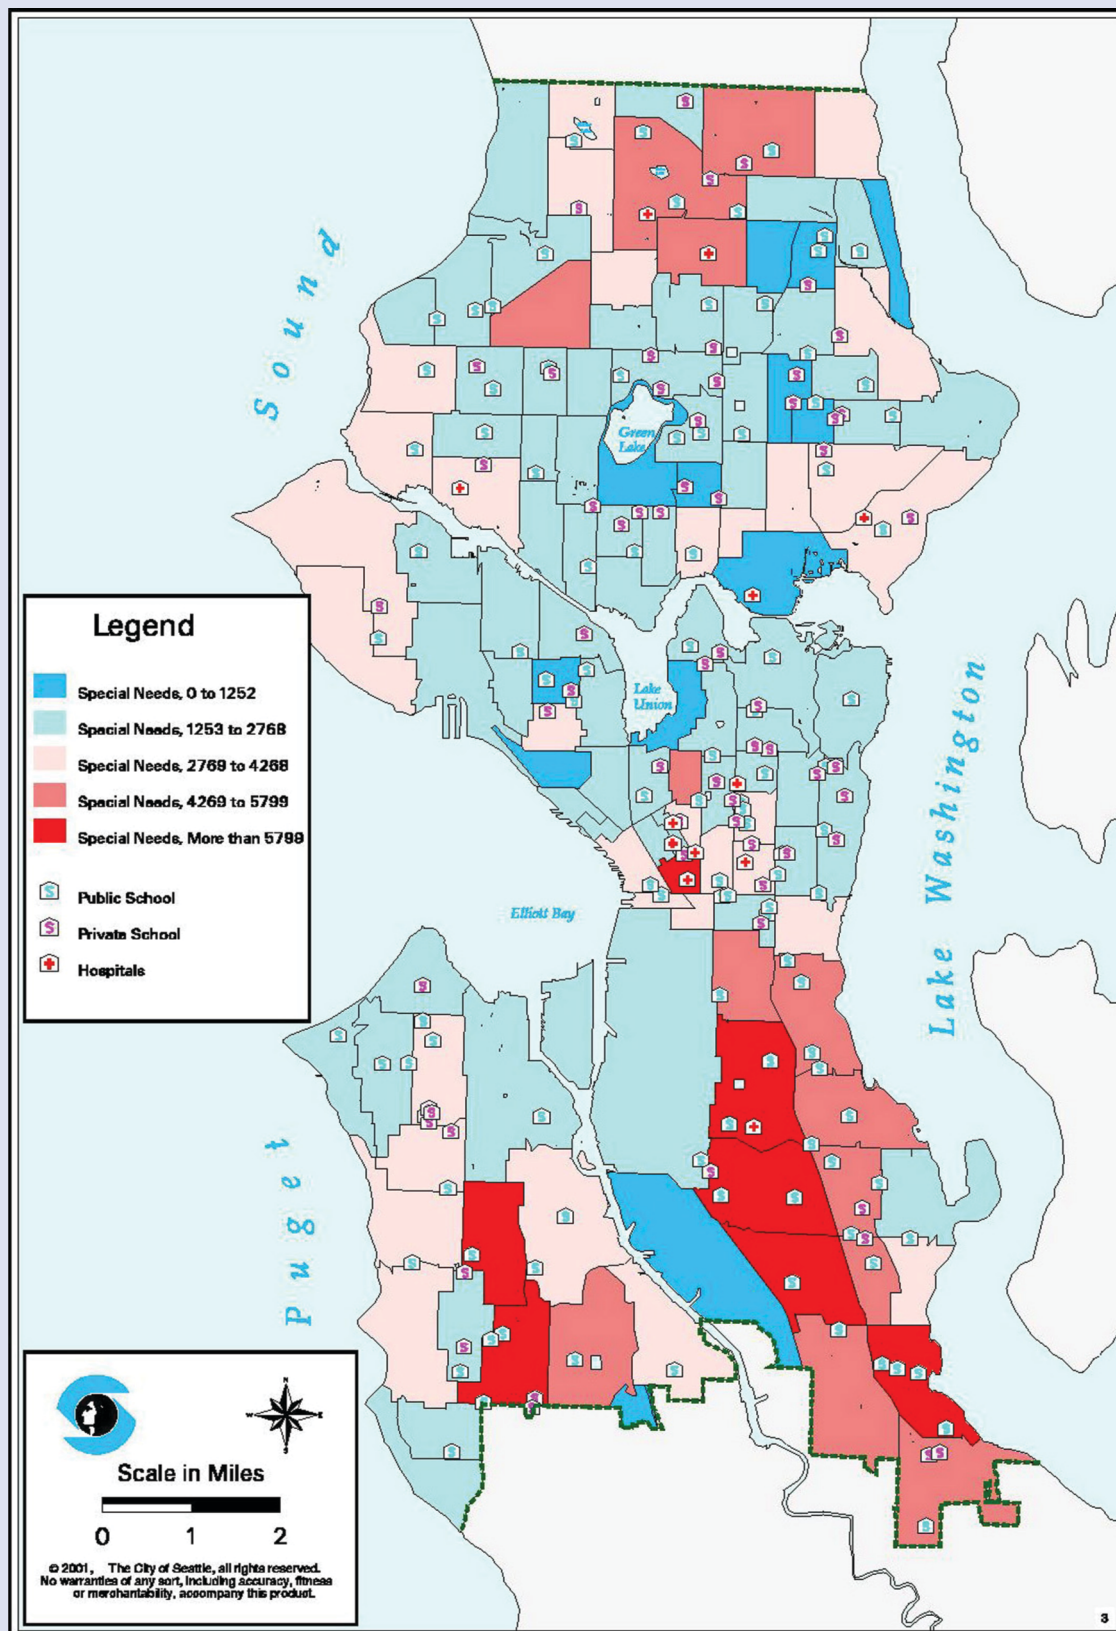 Sound
Green
Lake
Legend
Special Needs, 0 to 1252
Special Needs, 1253 to 2768
Special Needs, 2769 to 4268
Special Needs, 4269 to 5799
Special Needs, More than 5799
Public School
Private School
Hospitals
Lake
Union
Elliott Bay
Lake Washington
Puget
N
W E
S
Scale in Miles
0 1 2
© 2001, The City of Seattle, all rights reserved.
No warranties of any sort, including accuracy, fitness
or merchantability, accompany this product.
3